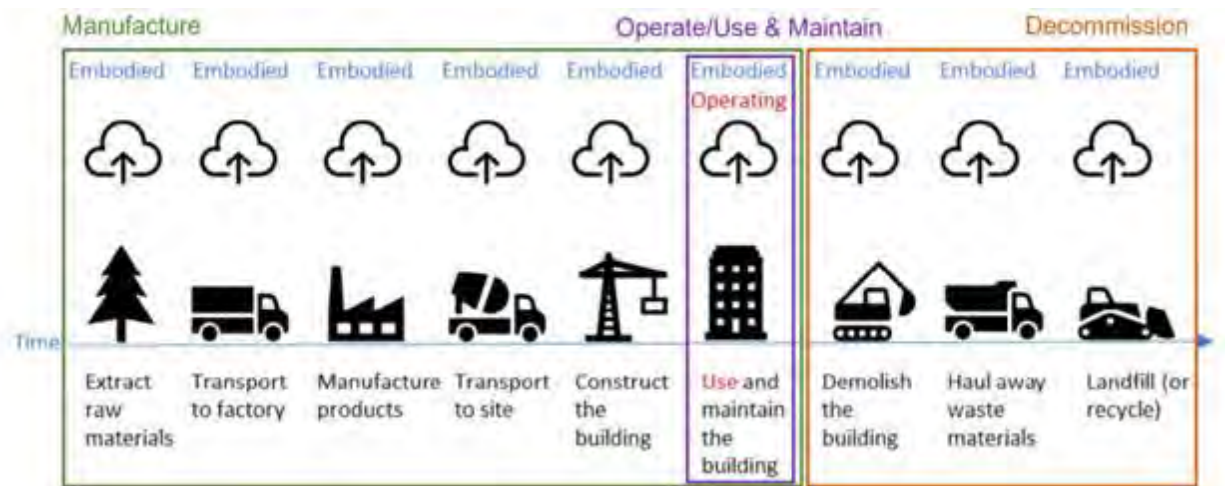 Manufacture
Operate/Use & Maintain
Decommission
Embodied Embodied Embodied Embodied Embodied Embodied Embodied Embodied Embodied
Operating
Time
Extract
raw
materials
Transport
to factory
Manufacture
products
Transport
to site
Construct
the
building
Use and
maintain
the
building
Demolish
the
building
Haul away
waste
materials
Landfill (or
recycle)